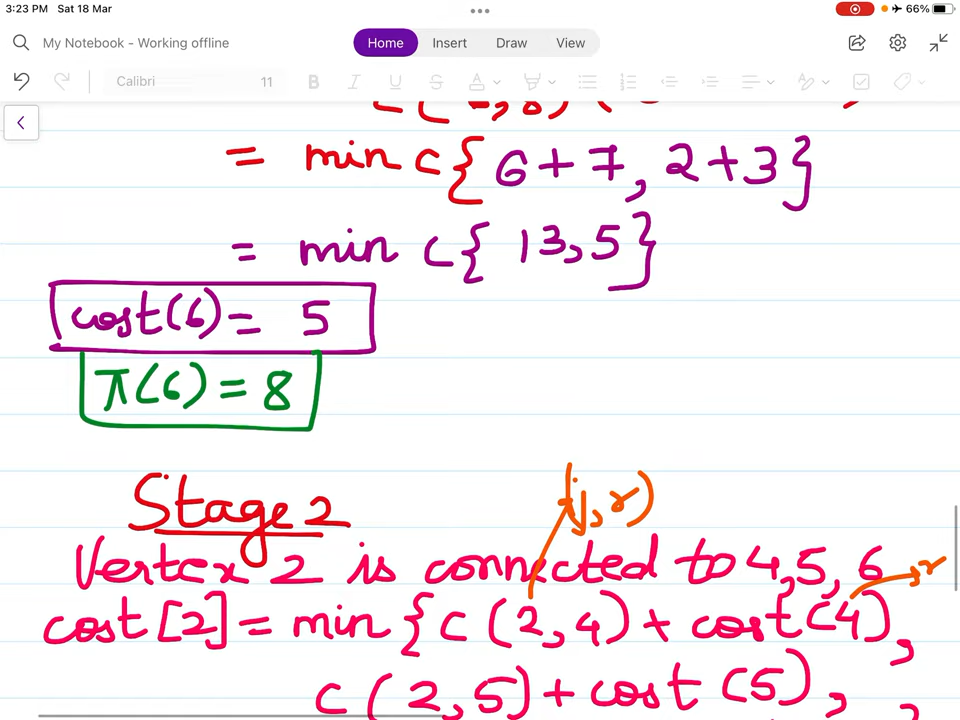 3:23 PM Sat 18 Mar 66%
My Notebook - Working offline Home Insert Draw View
Calibri 11 B I U S A
= min c{ 6+7, 2+3}
= min c{ 13,5}
cost(6) = 5
π(6) = 8
Stage 2
(j, r)
Vertex 2 is connected to 4,5,6
r
cost [2] = min { c (2,4) + cost(4),
c (2,5) + cost (5),